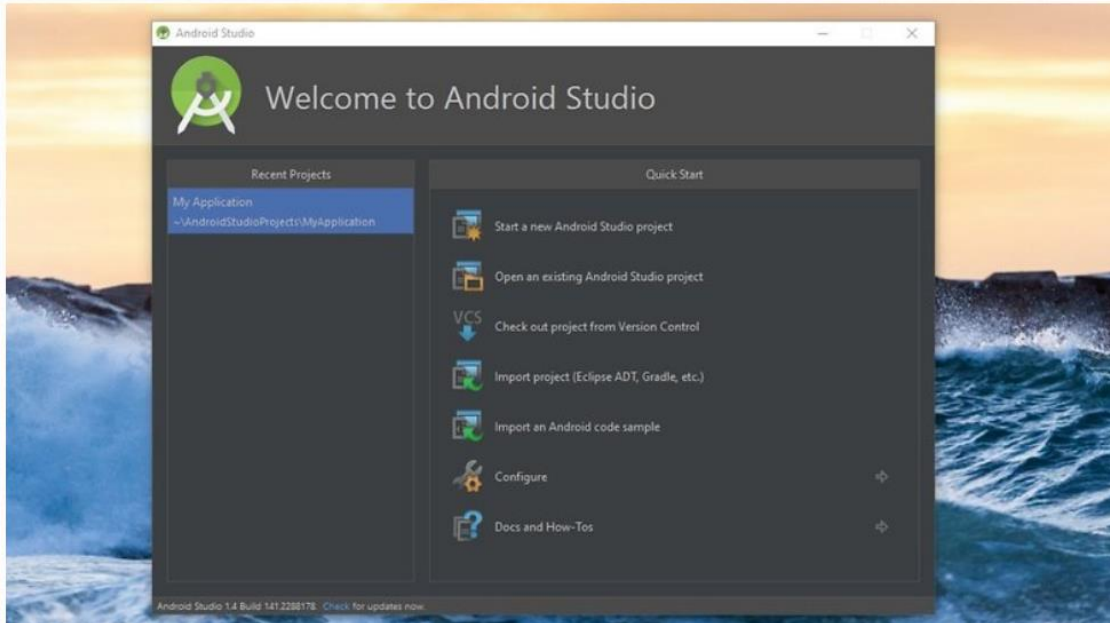 Android Studio
Welcome to Android Studio
Recent Projects
My Application
~\AndroidStudioProjects\MyApplication
Quick Start
Start a new Android Studio project
Open an existing Android Studio project
VCS
Check out project from Version Control
Import project (Eclipse ADT, Gradle, etc.)
Import an Android code sample
Configure
Docs and How-Tos
Android Studio 1.4 Build 141.2288178. Check for updates now.